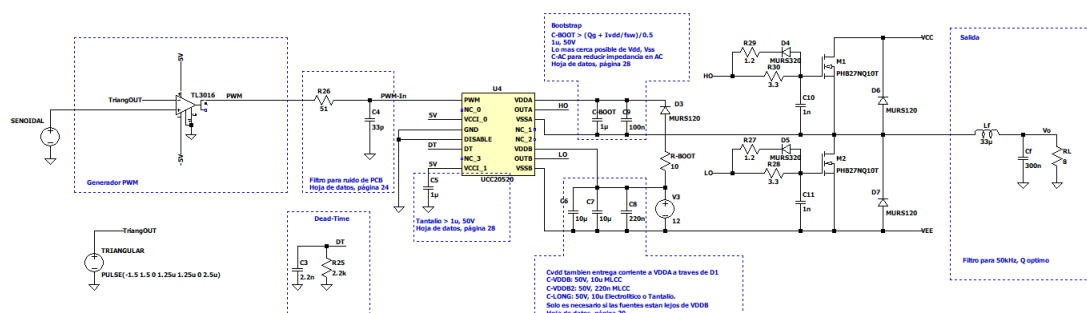 Bootstrap
C-BOOT > (Qg + Ivdd/fsw)/0.5
1u, 50V
Lo mas cerca posible de Vdd, Vss
C-AC para reducir impedancia en AC
Hoja de datos, página 28
5V
TL3016
TriangOUT
PWM
SENOIDAL
-5V
Generador PWM
R26
51
PWM-In
C4
33p
Filtro para ruido de PCB
Hoja de datos, página 24
U4
PWM
NC_0
VCCI_0
GND
DISABLE
DT
NC_3
VCCI_1
VDDA
OUTA
VSSA
NC_1
NC_2
VDDB
OUTB
VSSB
UCC20520
5V
DT
5V
HO
LO
C5
1µ
Tantalio > 1u, 50V
Hoja de datos, página 28
C-BOOT
1µ
C9
100n
D3
MURS120
R-BOOT
10
V3
12
C6
10µ
C7
10µ
C8
220n
R29
1.2
D4
MURS320
R30
3.3
HO
C10
1n
M1
PHB27NQ10T
D6
MURS120
VCC
R27
1.2
D5
MURS320
R28
3.3
LO
C11
1n
M2
PHB27NQ10T
D7
MURS120
VEE
Salida
Lf
33µ
Cf
300n
Vo
RL
8
Filtro para 50kHz, Q optimo
TriangOUT
TRIANGULAR
PULSE(-1.5 1.5 0 1.25u 1.25u 0 2.5u)
Dead-Time
DT
C3
2.2n
R25
2.2k
Cvdd tambien entrega corriente a VDDA a traves de D1
C-VDDB: 50V, 10u MLCC
C-VDDB2: 50V, 220n MLCC
C-LONG: 50V, 10u Electrolitico o Tantalio.
Solo es necesario si las fuentes estan lejos de VDDB